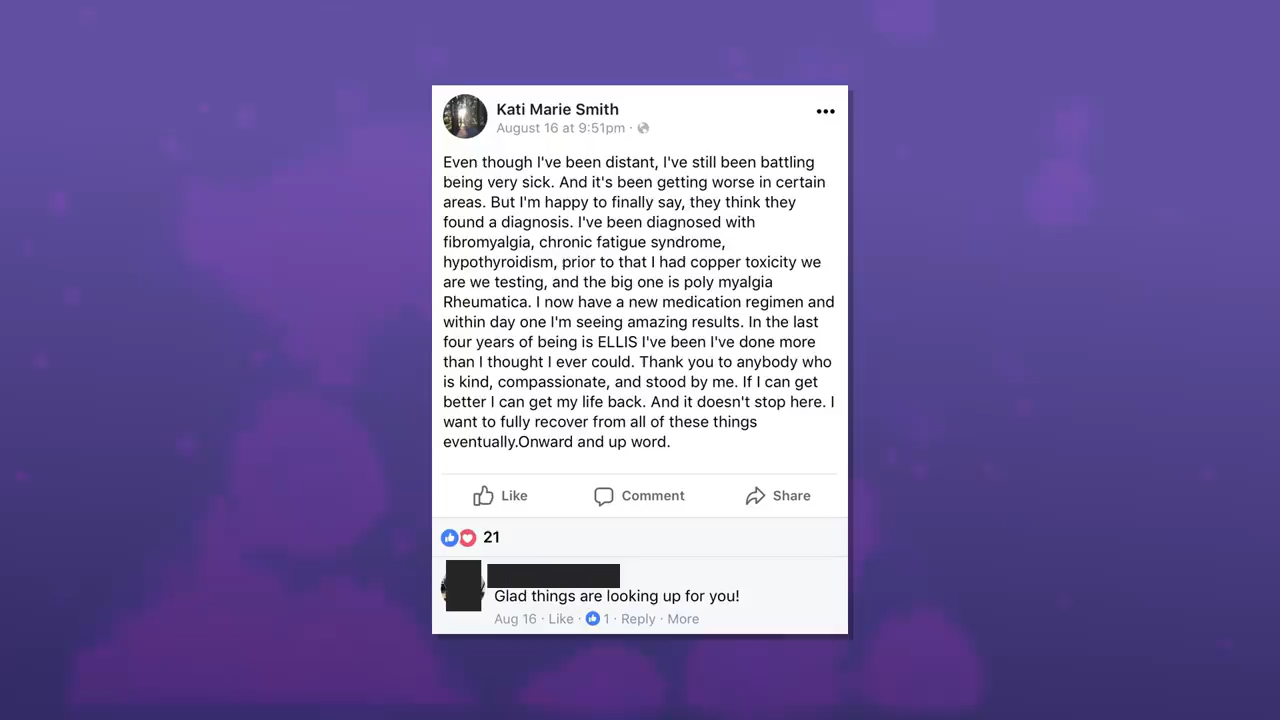 Kati Marie Smith
August 16 at 9:51pm ·
Even though I've been distant, I've still been battling
being very sick. And it's been getting worse in certain
areas. But I'm happy to finally say, they think they
found a diagnosis. I've been diagnosed with
fibromyalgia, chronic fatigue syndrome,
hypothyroidism, prior to that I had copper toxicity we
are we testing, and the big one is poly myalgia
Rheumatica. I now have a new medication regimen and
within day one I'm seeing amazing results. In the last
four years of being is ELLIS I've been I've done more
than I thought I ever could. Thank you to anybody who
is kind, compassionate, and stood by me. If I can get
better I can get my life back. And it doesn't stop here. I
want to fully recover from all of these things
eventually.Onward and up word.
Like Comment Share
21
Glad things are looking up for you!
Aug 16 · Like · 1 · Reply · More